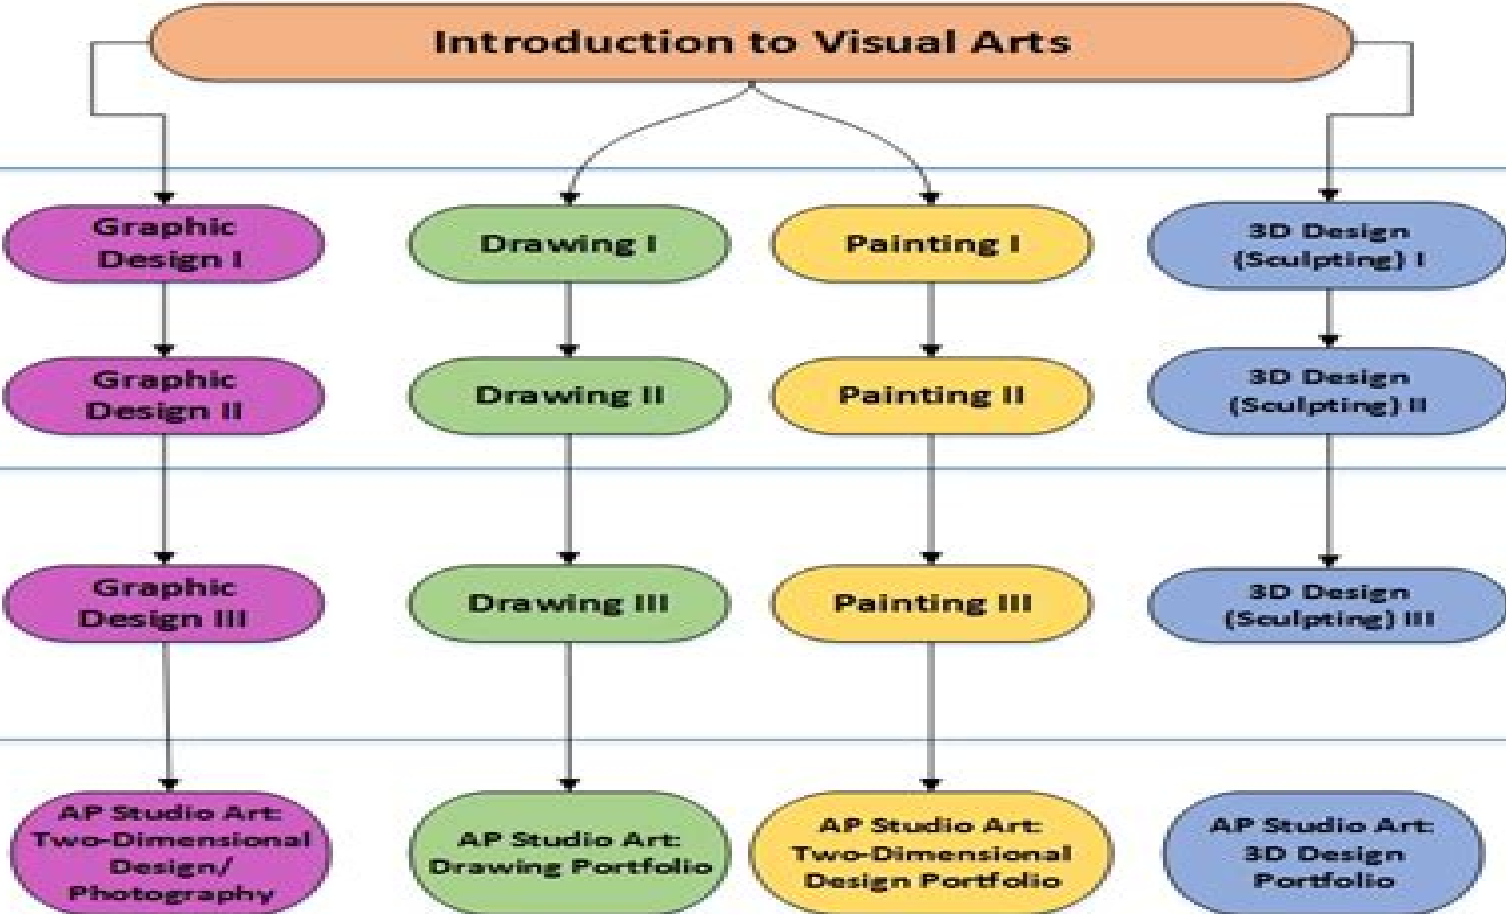 Introduction to Visual Arts
Graphic
Design I
Drawing I
Painting I
3D Design
(Sculpting) I
Graphic
Design II
Drawing II
Painting II
3D Design
(Sculpting) II
Graphic
Design III
Drawing III
Painting III
3D Design
(Sculpting) III
AP Studio Art:
Two-Dimensional
Design/
Photography
AP Studio Art:
Drawing Portfolio
AP Studio Art:
Two-Dimensional
Design Portfolio
AP Studio Art:
3D Design
Portfolio